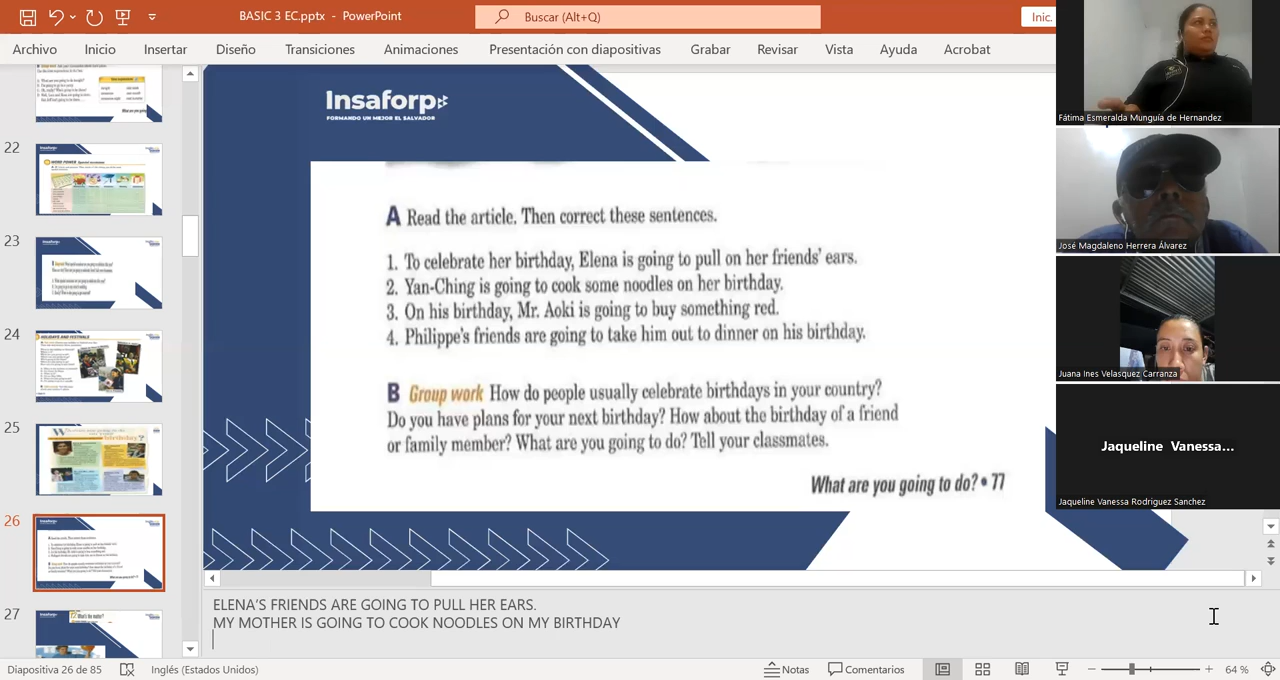 BASIC 3 EC.pptx - PowerPoint
Buscar (Alt+Q)
Inic.
Archivo Inicio Insertar Diseño Transiciones Animaciones Presentación con diapositivas Grabar Revisar Vista Ayuda Acrobat
22
23
24
HOLIDAYS AND FESTIVALS
25
birthday?
26
27
What's the matter?
Insaforp
FORMANDO UN MEJOR EL SALVADOR
A Read the article. Then correct these sentences.
1. To celebrate her birthday, Elena is going to pull on her friends' ears.
2. Yan-Ching is going to cook some noodles on her birthday.
3. On his birthday, Mr. Aoki is going to buy something red.
4. Philippe's friends are going to take him out to dinner on his birthday.
B Group work How do people usually celebrate birthdays in your country?
Do you have plans for your next birthday? How about the birthday of a friend
or family member? What are you going to do? Tell your classmates.
What are you going to do? • 77
ELENA'S FRIENDS ARE GOING TO PULL HER EARS.
MY MOTHER IS GOING TO COOK NOODLES ON MY BIRTHDAY
Fátima Esmeralda Munguía de Hernandez
José Magdaleno Herrera Álvarez
Juana Ines Velasquez Carranza
Jaqueline Vanessa...
Jaqueline Vanessa Rodriguez Sanchez
Diapositiva 26 de 85 Inglés (Estados Unidos) Notas Comentarios 64 %